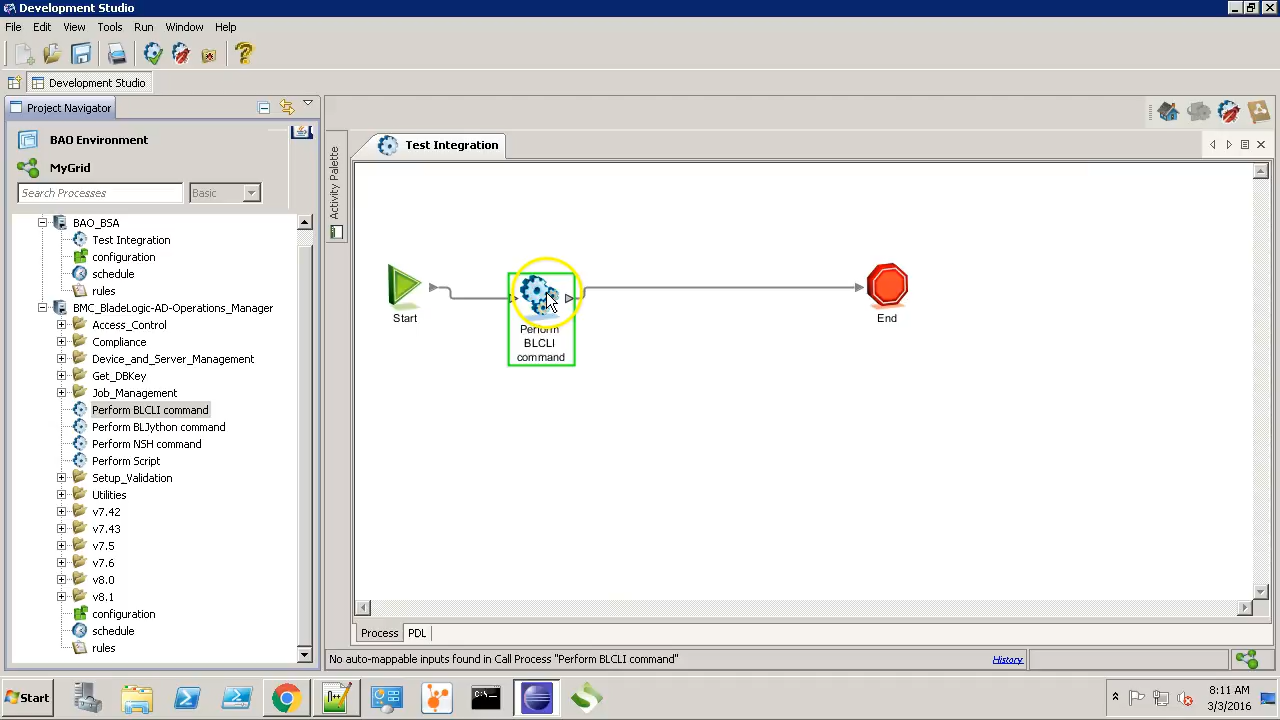 Development Studio
File Edit View Tools Run Window Help
Development Studio
Project Navigator
BAO Environment
MyGrid
Search Processes Basic
BAO_BSA
Test Integration
configuration
schedule
rules
BMC_BladeLogic-AD-Operations_Manager
Access_Control
Compliance
Device_and_Server_Management
Get_DBKey
Job_Management
Perform BLCLI command
Perform BLJython command
Perform NSH command
Perform Script
Setup_Validation
Utilities
v7.42
v7.43
v7.5
v7.6
v8.0
v8.1
configuration
schedule
rules
Activity Palette
Test Integration
Start
Perform
BLCLI
command
End
Process PDL
No auto-mappable inputs found in Call Process "Perform BLCLI command"
History
Start
8:11 AM
3/3/2016